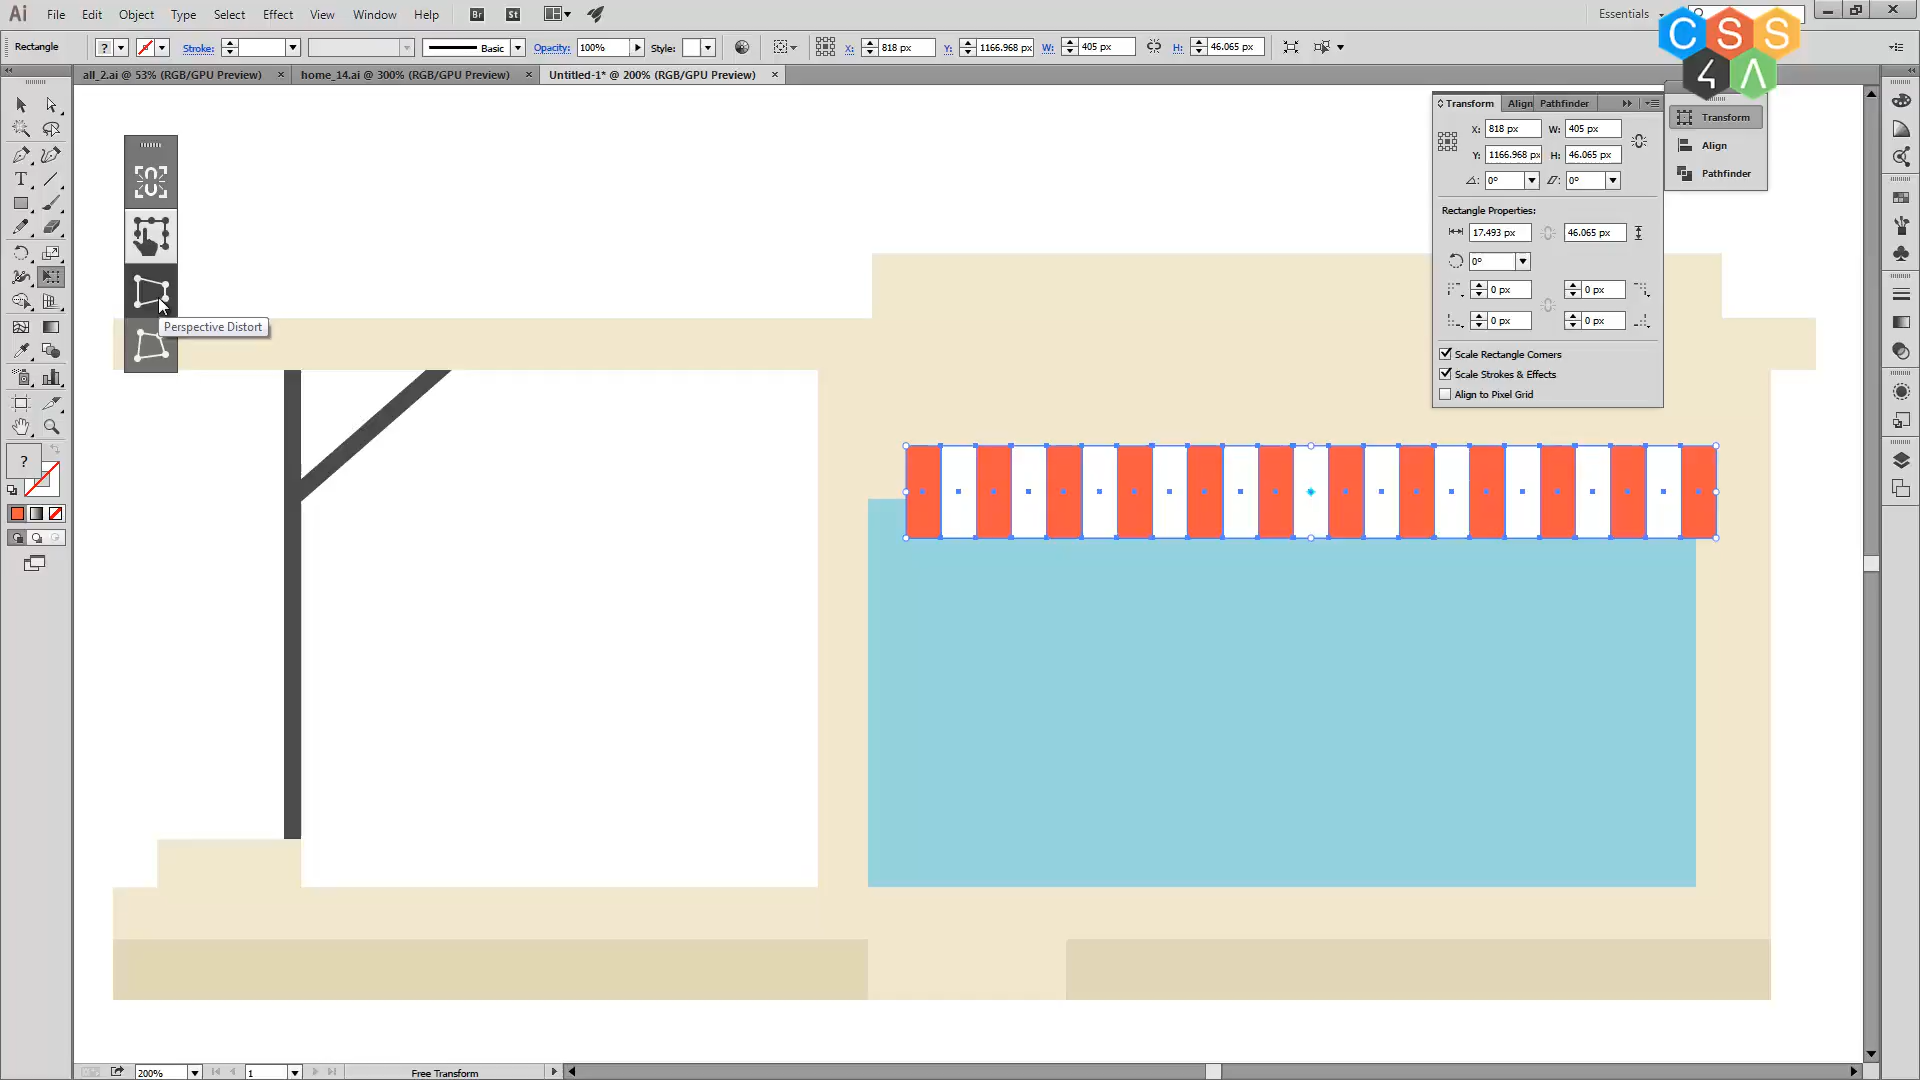 Ai File Edit Object Type Select Effect View Window Help Br St Essentials
CSS
4
Rectangle ? Stroke: Basic Opacity: 100% Style: X: 818 px Y: 1166.968 px W: 405 px H: 46.065 px
all_2.ai @ 53% (RGB/GPU Preview) × home_14.ai @ 300% (RGB/GPU Preview) × Untitled-1* @ 200% (RGB/GPU Preview) ×
Transform Align Pathfinder
X: 818 px W: 405 px
Y: 1166.968 px H: 46.065 px
0° 0°
Rectangle Properties:
17.493 px 46.065 px
0°
0 px 0 px
0 px 0 px
Scale Rectangle Corners
Scale Strokes & Effects
Align to Pixel Grid
Transform
Align
Pathfinder
T
Perspective Distort
?
200% 1 Free Transform